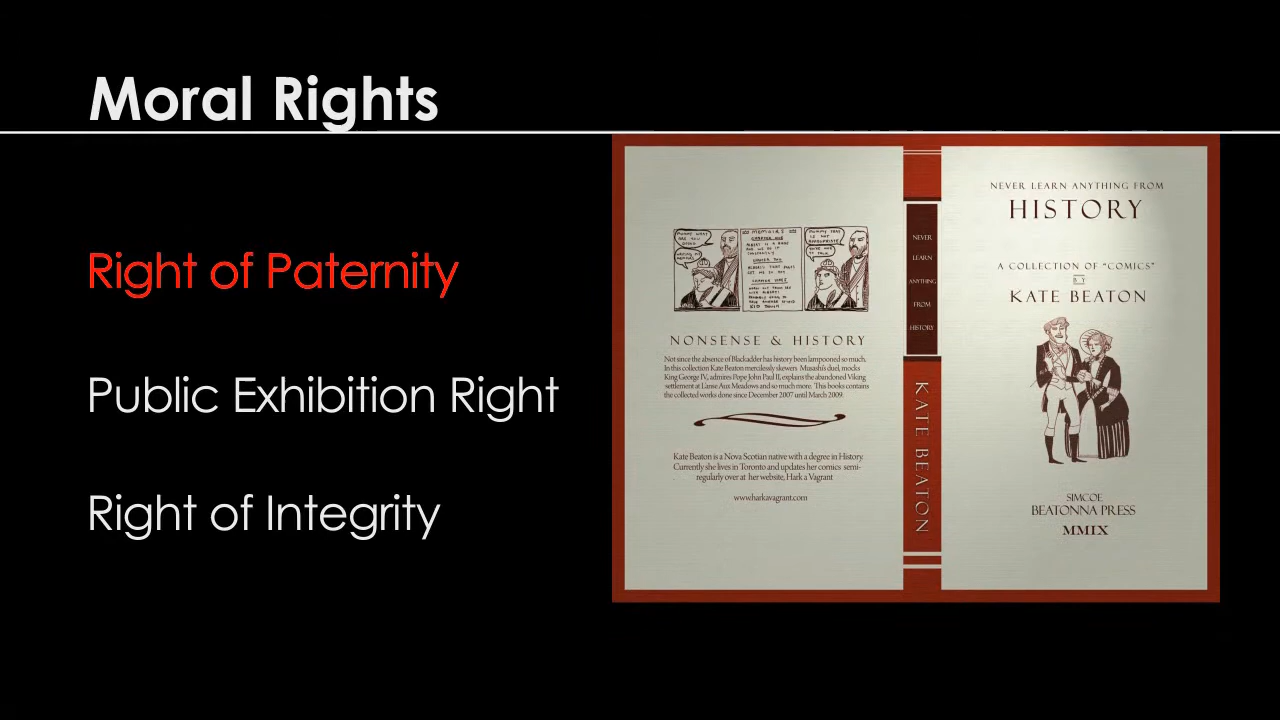 Moral Rights
Right of Paternity
Public Exhibition Right
Right of Integrity
MEMOIRS
NONSENSE & HISTORY
Not since the absence of Blackadder has history been lampooned so much.
In this collection Kate Beaton mercilessly skewers Musashi's duel, mocks
King George IV, admires Pope John Paul II, explains the abandoned Viking
settlement at L'anse Aux Meadows and so much more. This books contains
the collected works done since December 2007 until March 2009.
Kate Beaton is a Nova Scotian native with a degree in History.
Currently she lives in Toronto and updates her comics semi-
regularly over at her website, Hark a Vagrant
www.harkavagrant.com
NEVER
LEARN
ANYTHING
FROM
HISTORY
KATE BEATON
NEVER LEARN ANYTHING FROM
HISTORY
A COLLECTION OF "COMICS"
BY
KATE BEATON
SIMCOE
BEATONNA PRESS
MMIX